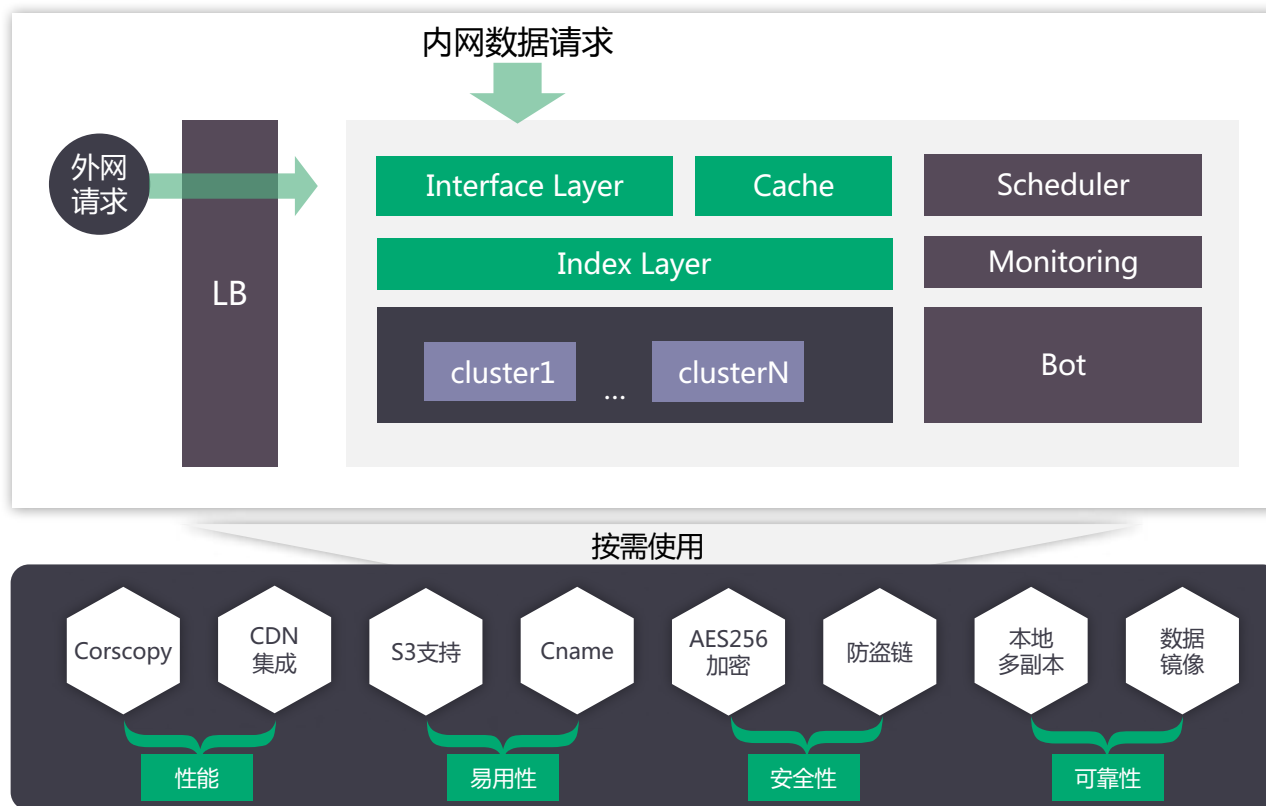 内网数据请求
外网
请求
LB
Interface Layer
Cache
Scheduler
Index Layer
Monitoring
cluster1
...
clusterN
Bot
按需使用
Corscopy
CDN
集成
S3支持
Cname
AES256
加密
防盗链
本地
多副本
数据
镜像
性能
易用性
安全性
可靠性